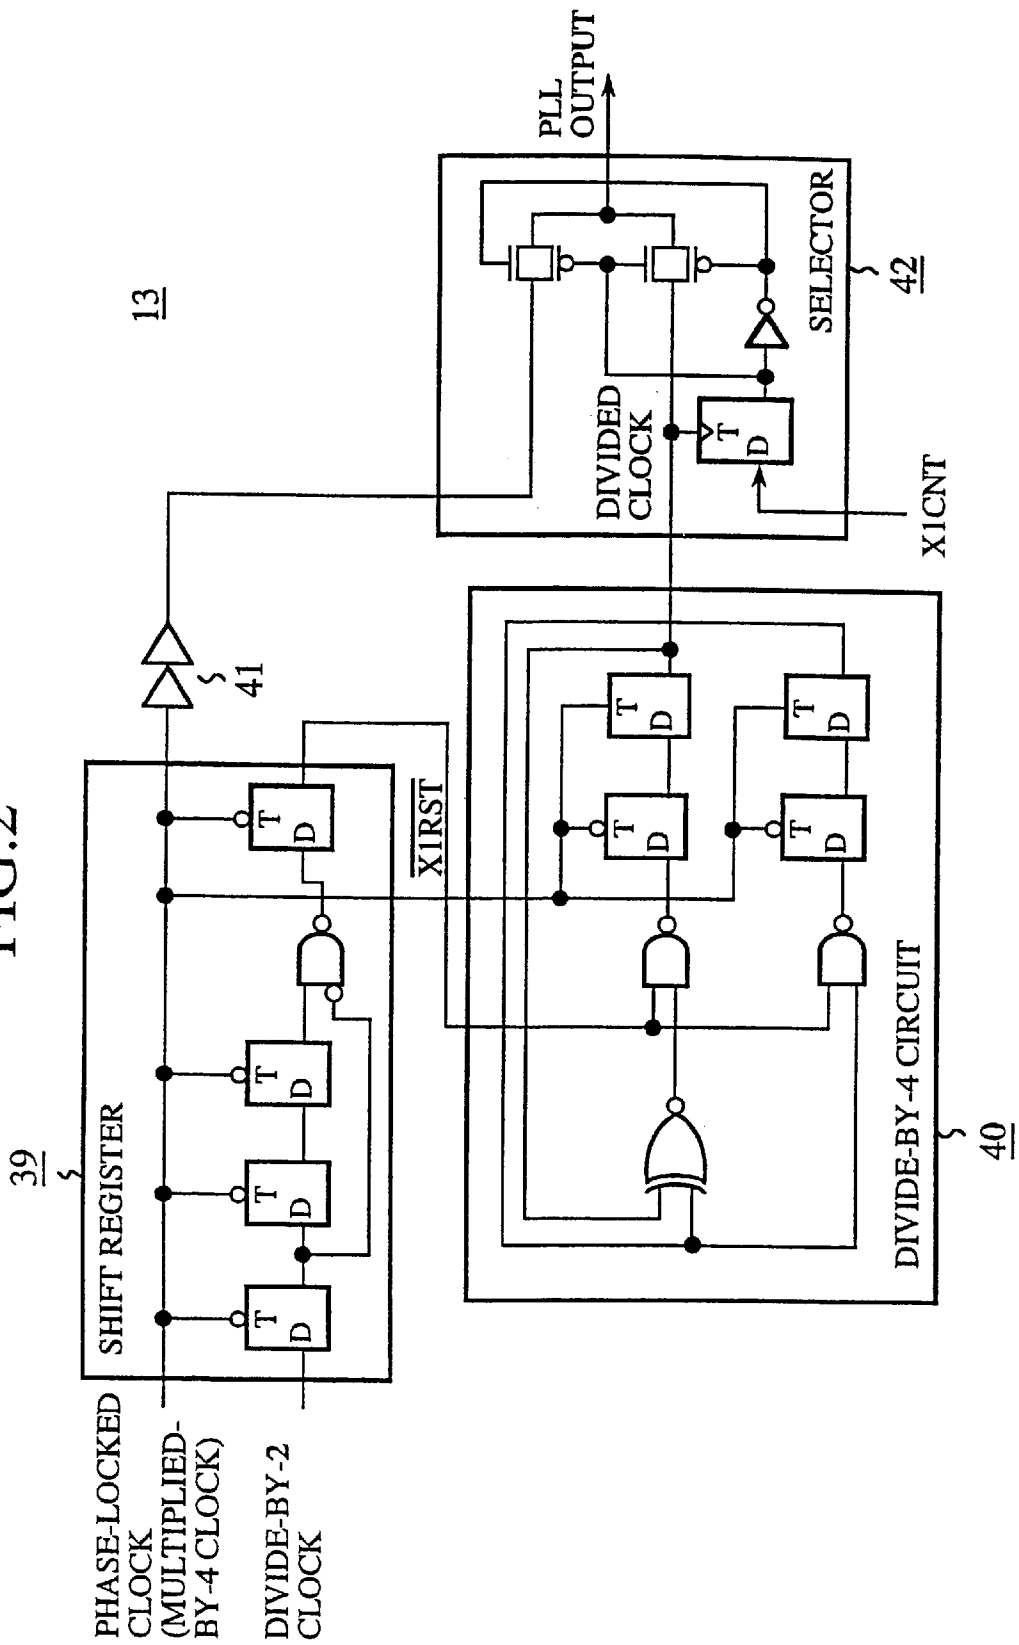 FIG.2
13
39
SHIFT REGISTER
PHASE-LOCKED
CLOCK
(MULTIPLIED-
BY-4 CLOCK)
DIVIDE-BY-2
CLOCK
T
D
T
D
T
D
T
D
41
X1RST
T
D
T
D
T
D
T
D
DIVIDE-BY-4 CIRCUIT
40
DIVIDED
CLOCK
T
D
X1CNT
SELECTOR
42
PLL
OUTPUT